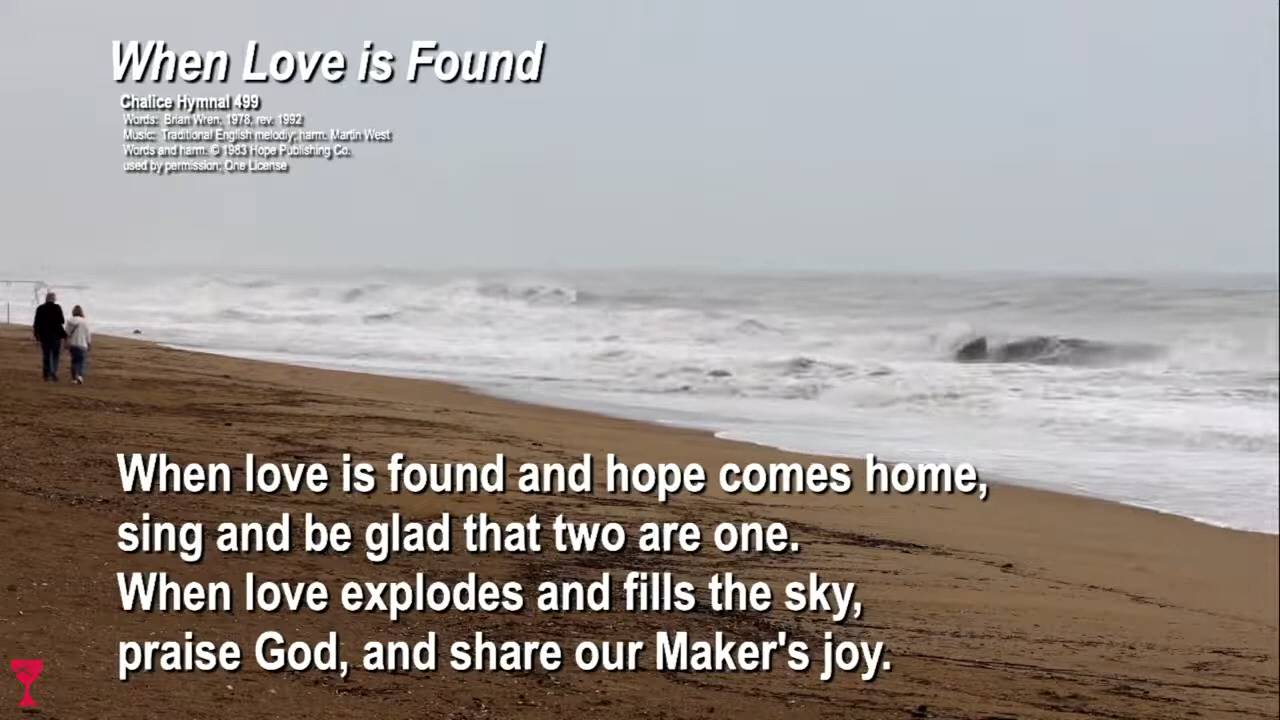 When Love is Found
Chalice Hymnal 499
Words: Brian Wren, 1978, rev. 1992
Music: Traditional English melody; harm. Martin West
Words and harm. © 1983 Hope Publishing Co.
used by permission; One License
When love is found and hope comes home,
sing and be glad that two are one.
When love explodes and fills the sky,
praise God, and share our Maker's joy.